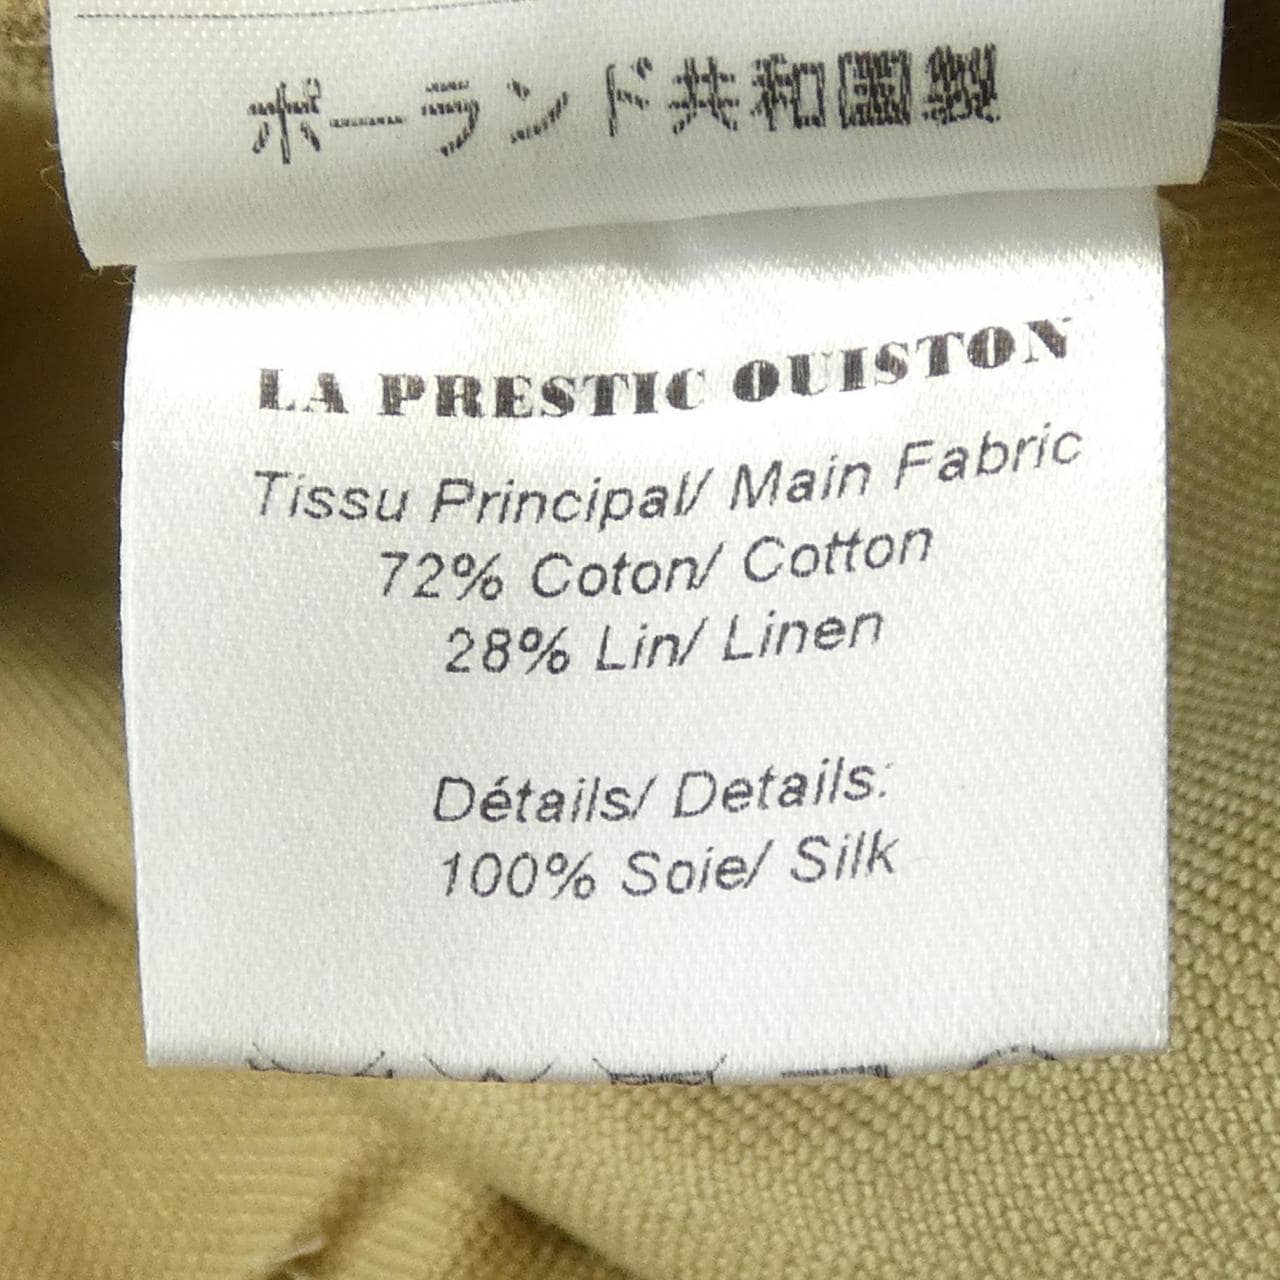 ポーランド共和国製
LA PRESTIC OUISTON
Tissu Principal/ Main Fabric
72% Coton/ Cotton
28% Lin/ Linen
Détails/ Details:
100% Soie/ Silk